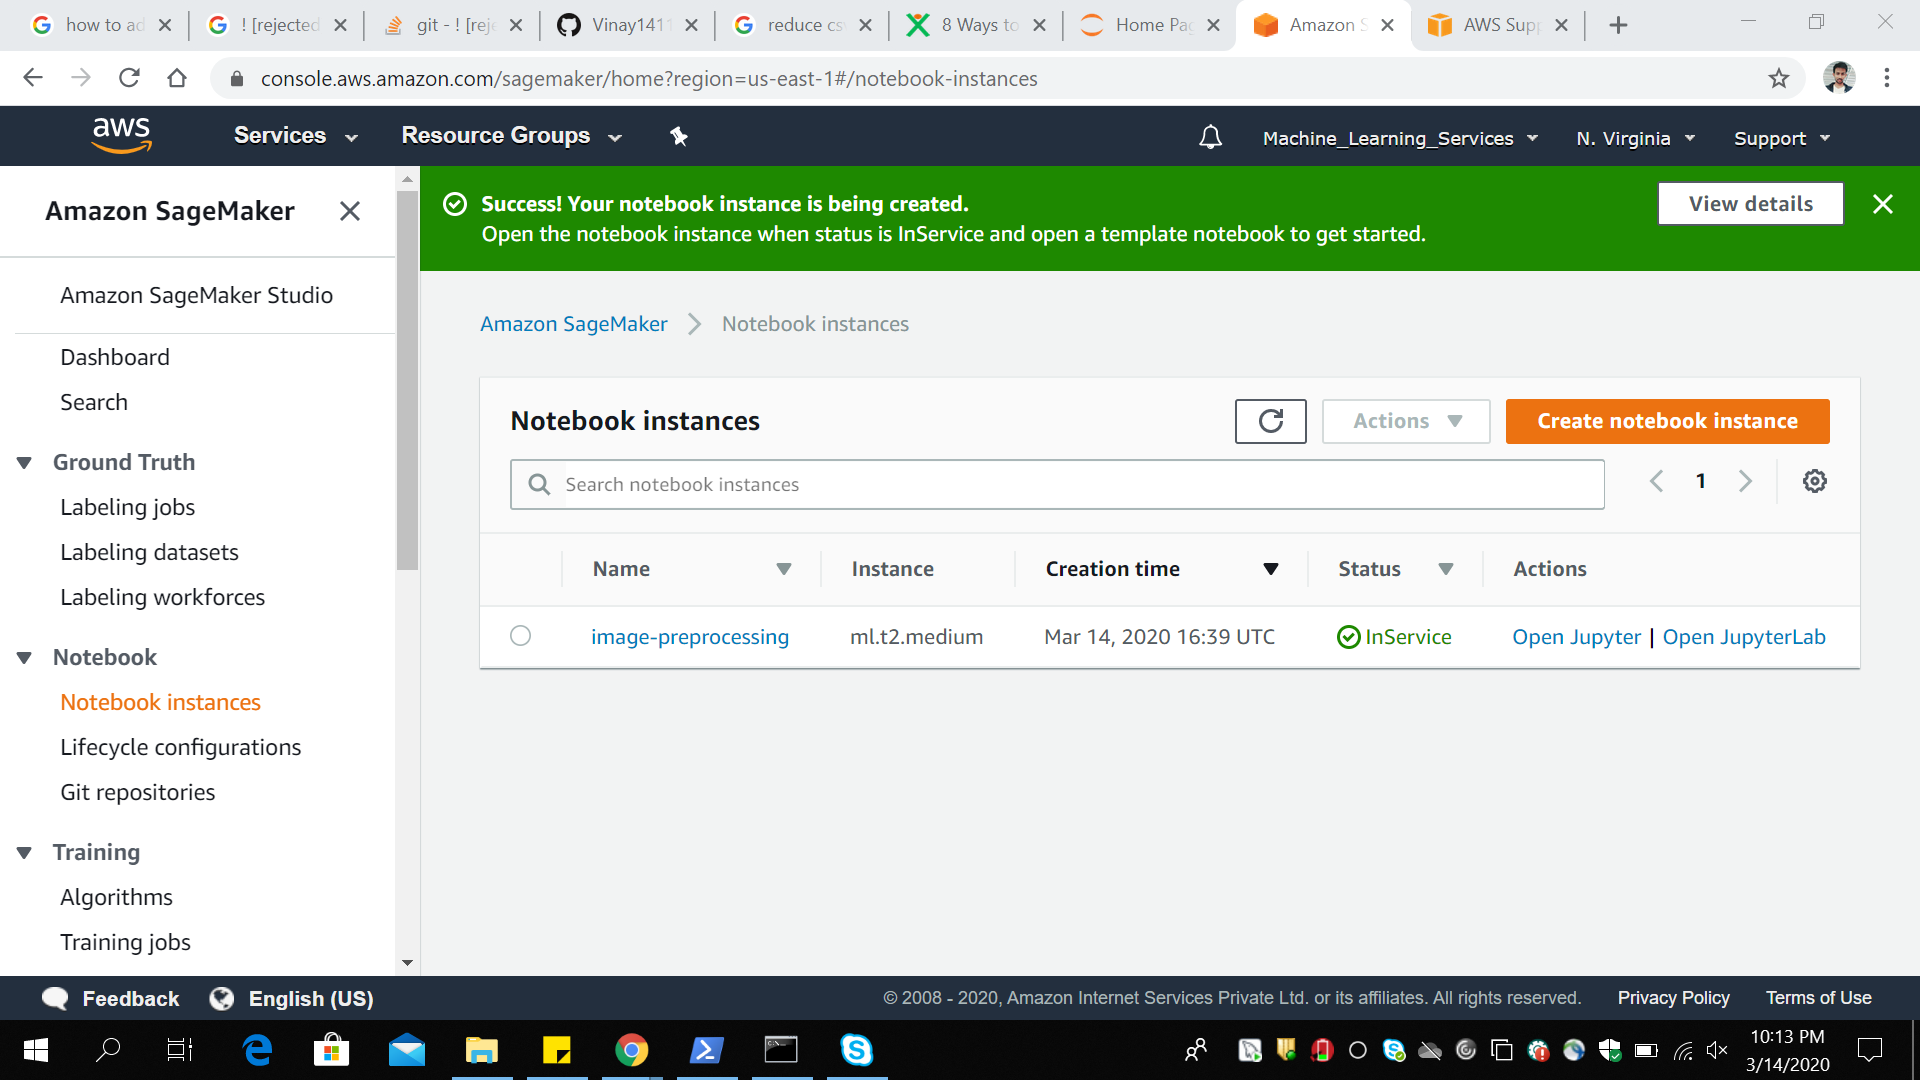 how to ad
! [rejected
git - ! [reje
Vinay1411
reduce cs
8 Ways to
Home Pag
Amazon S
AWS Supp
console.aws.amazon.com/sagemaker/home?region=us-east-1#/notebook-instances
aws
Services
Resource Groups
Machine_Learning_Services
N. Virginia
Support
Amazon SageMaker
Amazon SageMaker Studio
Dashboard
Search
Ground Truth
Labeling jobs
Labeling datasets
Labeling workforces
Notebook
Notebook instances
Lifecycle configurations
Git repositories
Training
Algorithms
Training jobs
Success! Your notebook instance is being created.
Open the notebook instance when status is InService and open a template notebook to get started.
View details
Amazon SageMaker
Notebook instances
Notebook instances
Actions
Create notebook instance
Search notebook instances
1
Name
Instance
Creation time
Status
Actions
image-preprocessing
ml.t2.medium
Mar 14, 2020 16:39 UTC
InService
Open Jupyter | Open JupyterLab
Feedback
English (US)
© 2008 - 2020, Amazon Internet Services Private Ltd. or its affiliates. All rights reserved.
Privacy Policy
Terms of Use
10:13 PM
3/14/2020